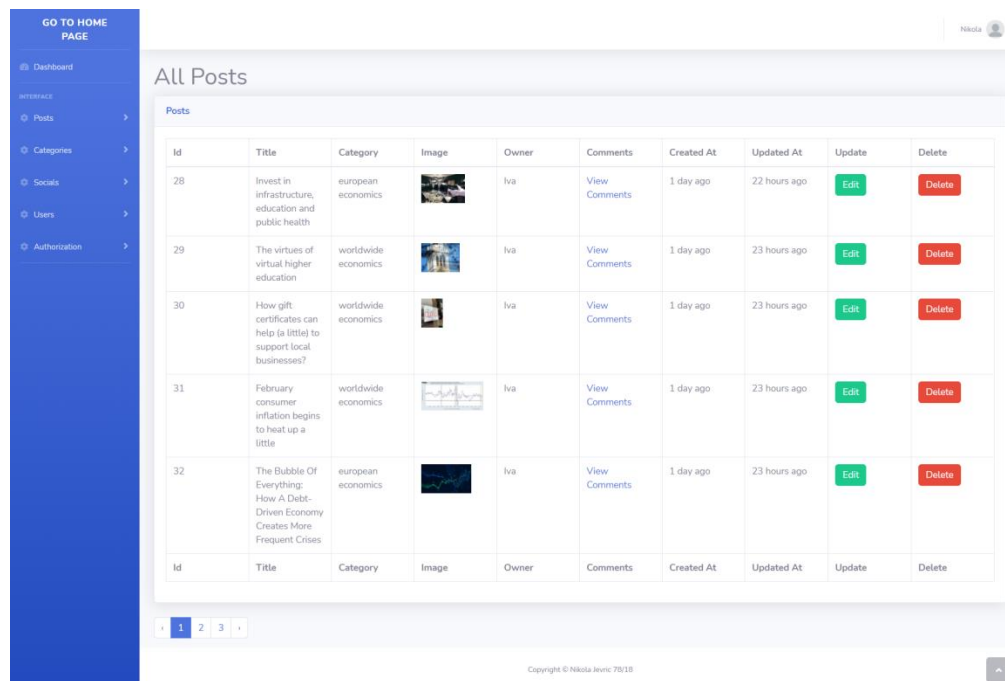 GO TO HOME
PAGE
Nikola
Dashboard
All Posts
INTERFACE
Posts
Posts
Categories
Socials
Users
Authorization
Id Title Category Image Owner Comments Created At Updated At Update Delete
28 Invest in european Iva View 1 day ago 22 hours ago Edit Delete
infrastructure, economics Comments
education and
public health
29 The virtues of worldwide Iva View 1 day ago 23 hours ago Edit Delete
virtual higher economics Comments
education
30 How gift worldwide Iva View 1 day ago 23 hours ago Edit Delete
certificates can economics Comments
help (a little) to
support local
businesses?
31 February worldwide Iva View 1 day ago 23 hours ago Edit Delete
consumer economics Comments
inflation begins
to heat up a
little
32 The Bubble Of european Iva View 1 day ago 23 hours ago Edit Delete
Everything: economics Comments
How A Debt-
Driven Economy
Creates More
Frequent Crises
Id Title Category Image Owner Comments Created At Updated At Update Delete
‹ 1 2 3 ›
Copyright © Nikola Jevric 78/18